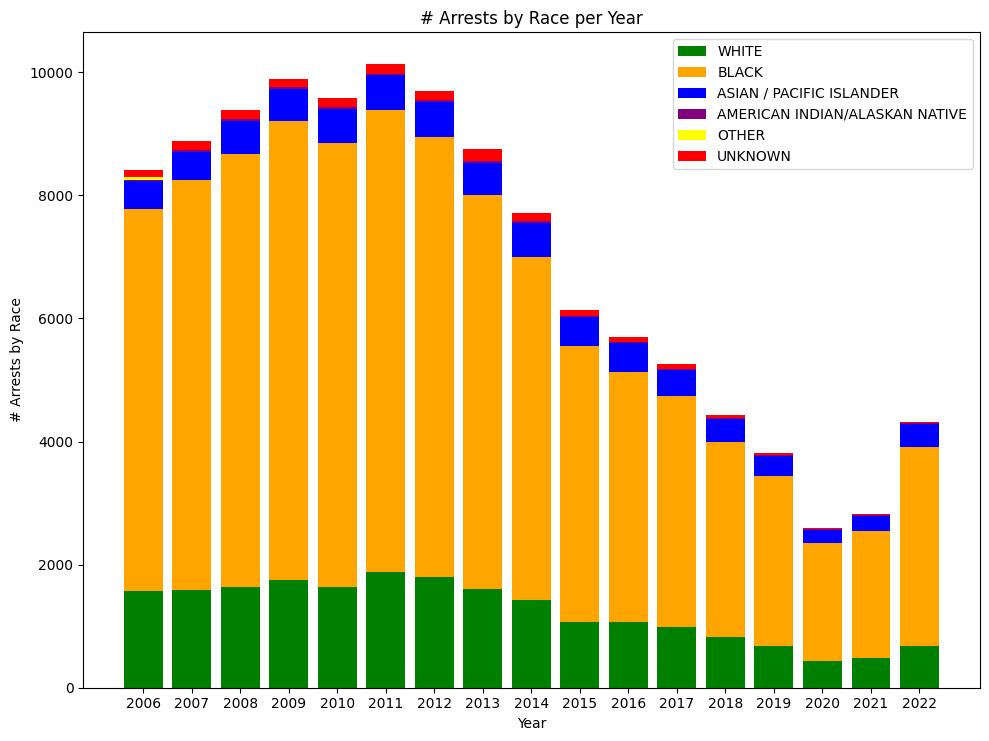 # Arrests by Race per Year
WHITE
BLACK
ASIAN / PACIFIC ISLANDER
AMERICAN INDIAN/ALASKAN NATIVE
OTHER
UNKNOWN
# Arrests by Race
10000
8000
6000
4000
2000
0
2006 2007 2008 2009 2010 2011 2012 2013 2014 2015 2016 2017 2018 2019 2020 2021 2022
Year